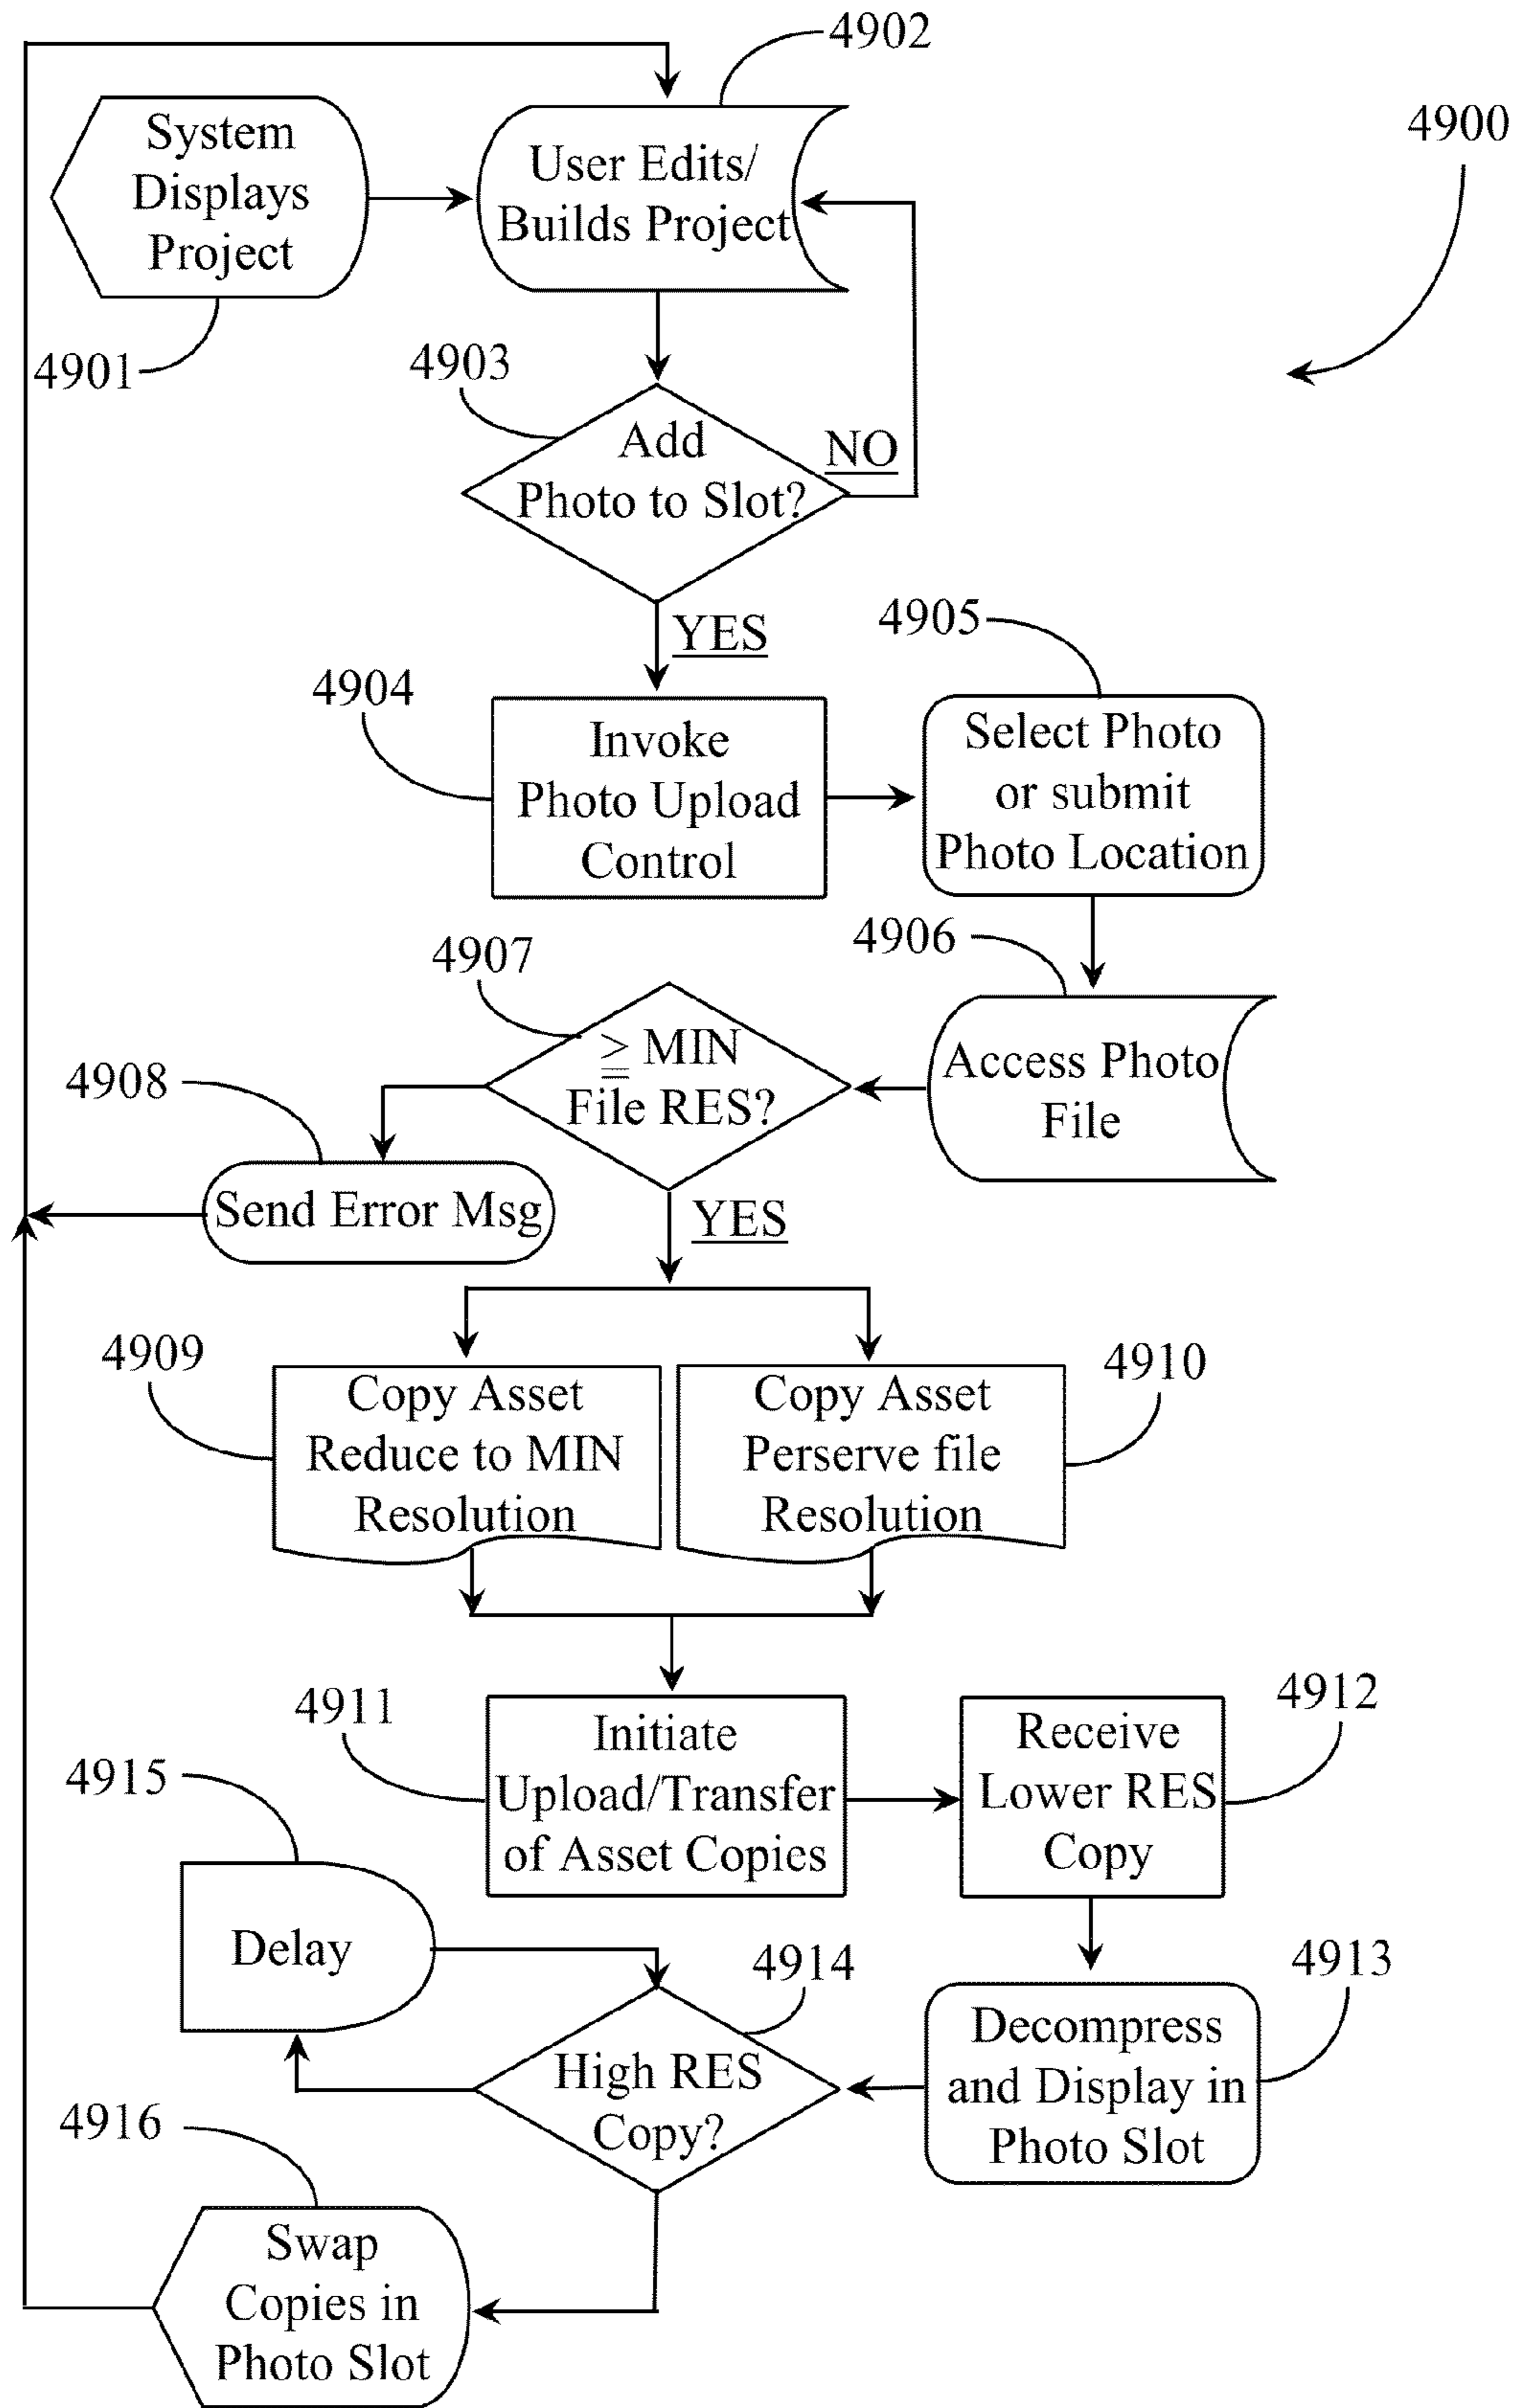 4902
4900
System
Displays
Project
User Edits/
Builds Project
4901
4903
Add
Photo to Slot?
NO
YES
4905
4904
Invoke
Photo Upload
Control
Select Photo
or submit
Photo Location
4906
4907
≧ MIN
File RES?
Access Photo
File
4908
Send Error Msg
YES
4909
4910
Copy Asset
Reduce to MIN
Resolution
Copy Asset
Perserve file
Resolution
4911
4912
Initiate
Upload/Transfer
of Asset Copies
Receive
Lower RES
Copy
4915
Delay
4914
4913
High RES
Copy?
Decompress
and Display in
Photo Slot
4916
Swap
Copies in
Photo Slot